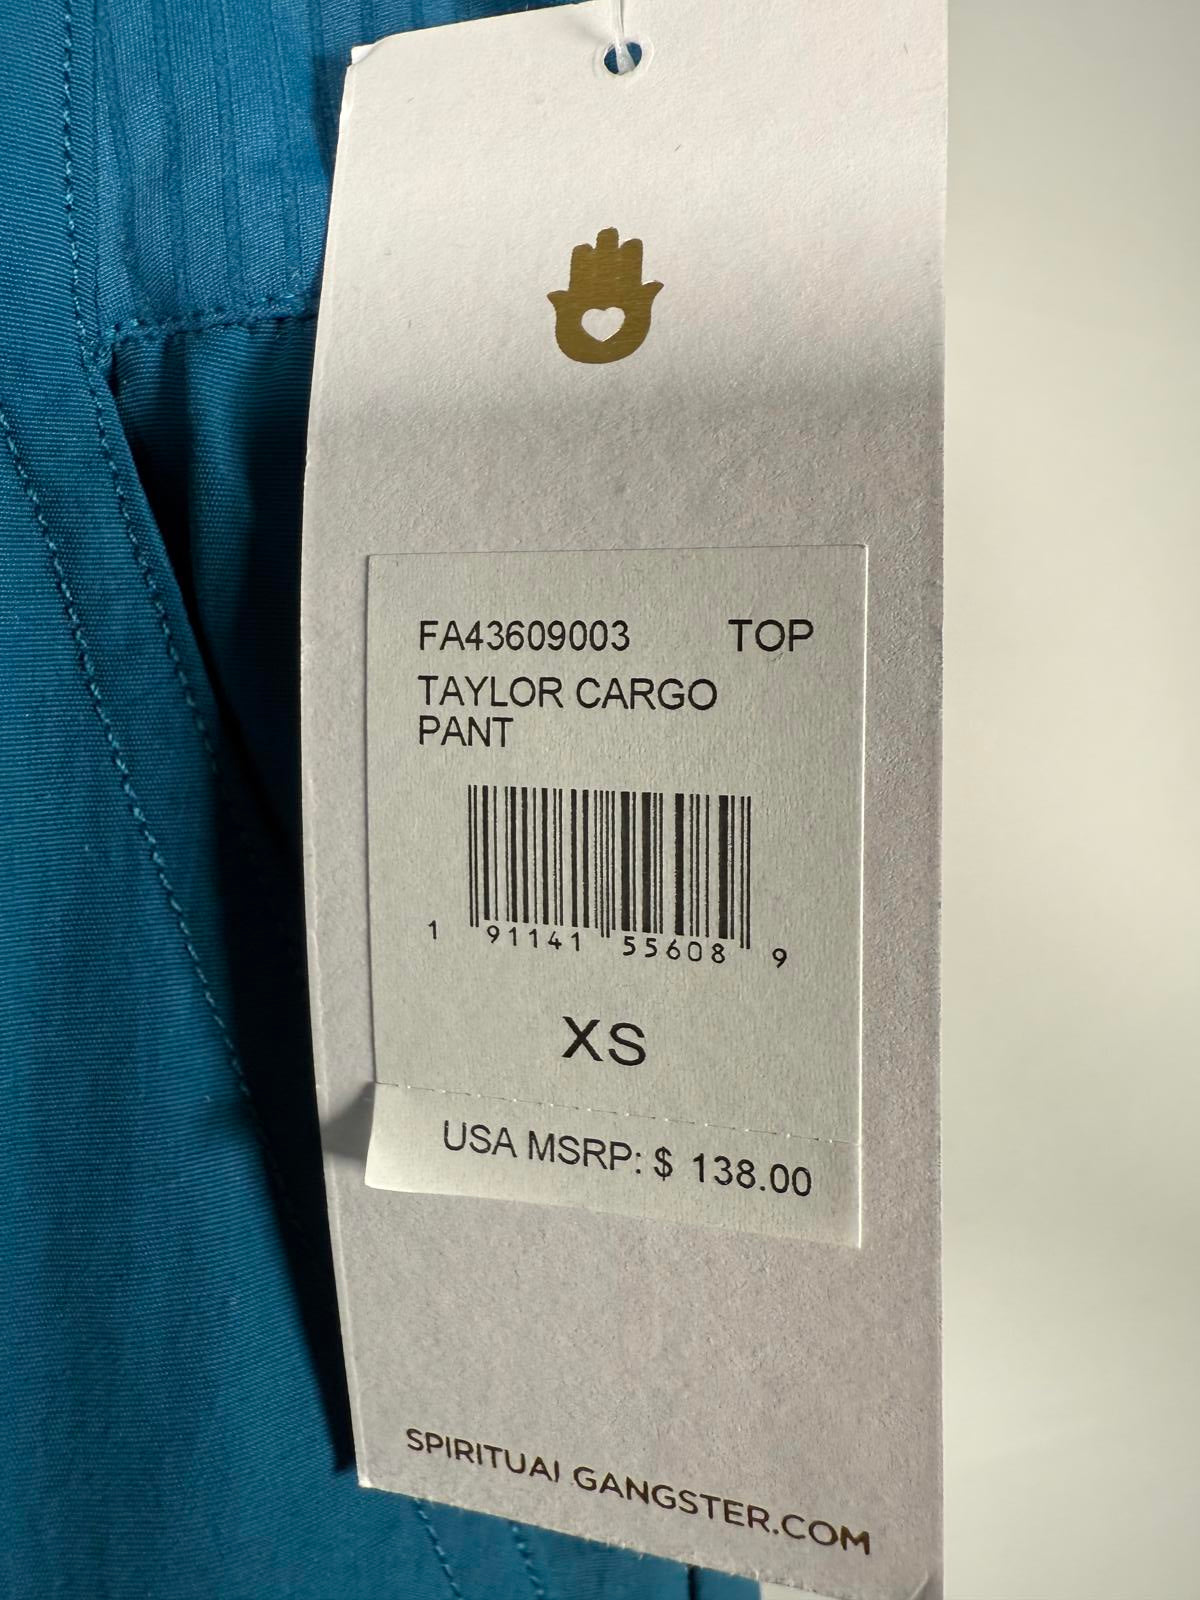 FA43609003 TOP
TAYLOR CARGO
PANT
1 91141 55608 9
XS
USA MSRP: $ 138.00
SPIRITUAL GANGSTER.COM